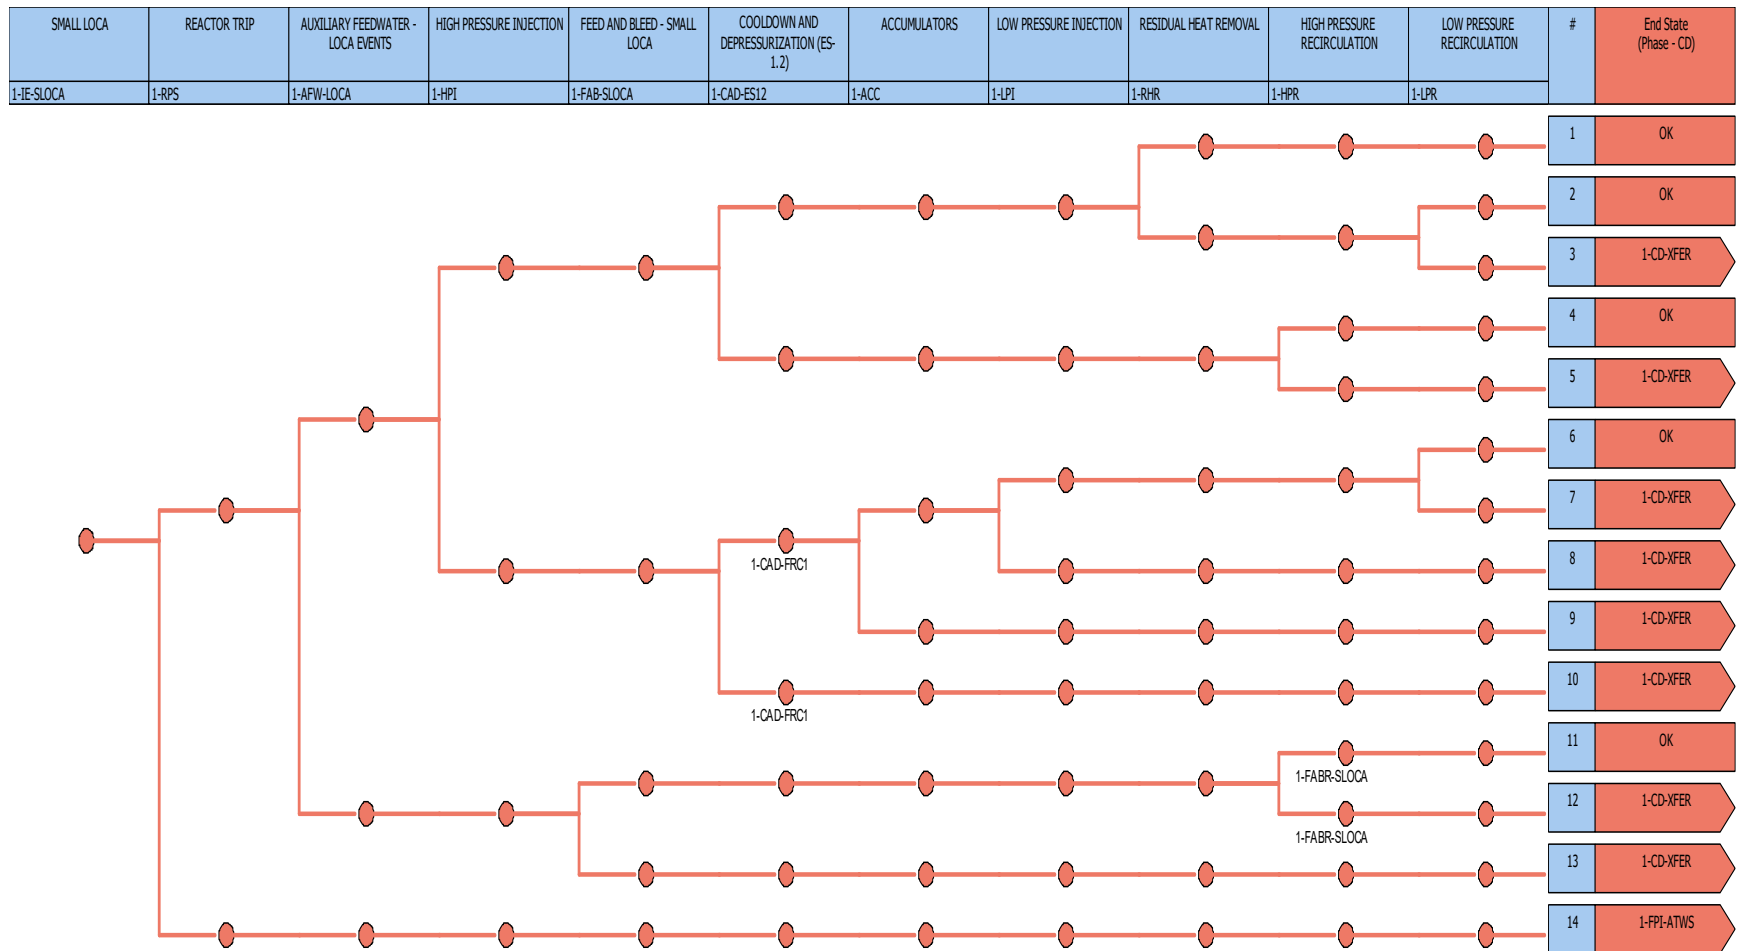 SMALL LOCA
REACTOR TRIP
AUXILIARY FEEDWATER -
LOCA EVENTS
HIGH PRESSURE INJECTION
FEED AND BLEED - SMALL
LOCA
COOLDOWN AND
DEPRESSURIZATION (ES-
1.2)
ACCUMULATORS
LOW PRESSURE INJECTION
RESIDUAL HEAT REMOVAL
HIGH PRESSURE
RECIRCULATION
LOW PRESSURE
RECIRCULATION
#
End State
(Phase - CD)
1-IE-SLOCA
1-RPS
1-AFW-LOCA
1-HPI
1-FAB-SLOCA
1-CAD-ES12
1-ACC
1-LPI
1-RHR
1-HPR
1-LPR
1
OK
2
OK
3
1-CD-XFER
4
OK
5
1-CD-XFER
6
OK
7
1-CD-XFER
1-CAD-FRC1
8
1-CD-XFER
9
1-CD-XFER
10
1-CD-XFER
1-CAD-FRC1
11
OK
1-FABR-SLOCA
12
1-CD-XFER
1-FABR-SLOCA
13
1-CD-XFER
14
1-FPI-ATWS